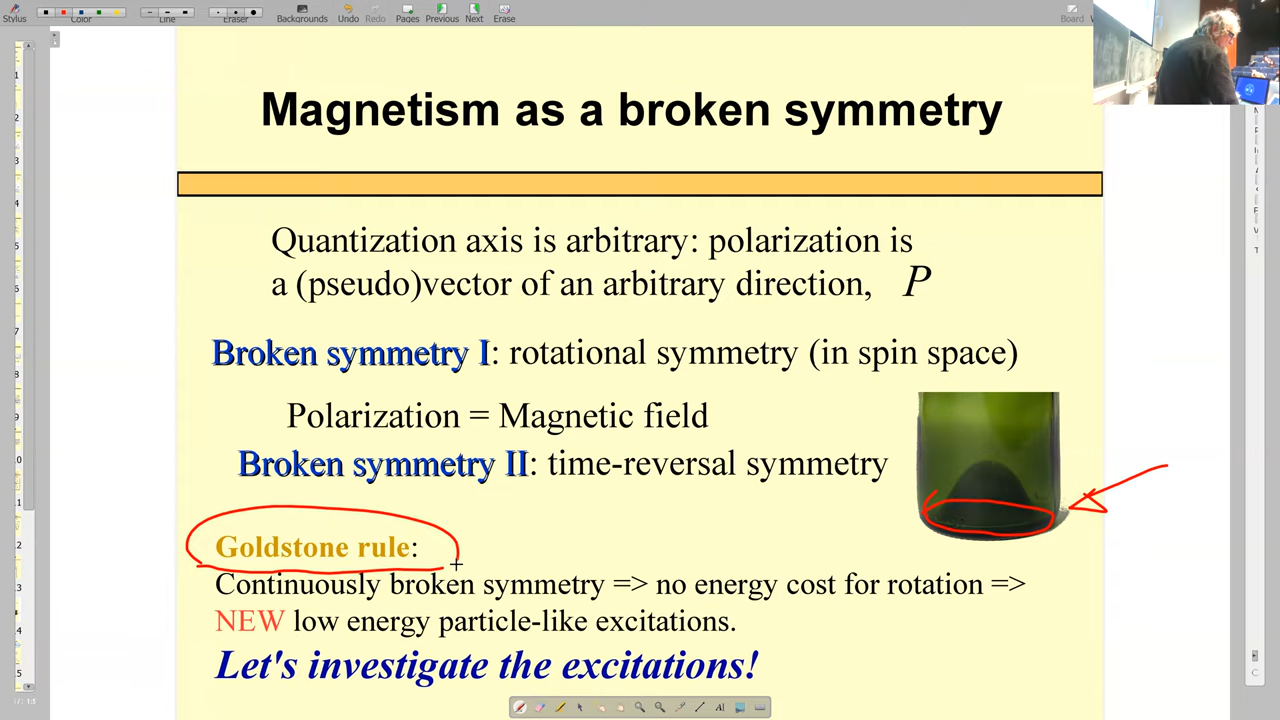 Stylus
Color
Line
Eraser
Backgrounds
Undo
Redo
Pages
Previous
Next
Erase
Board
Magnetism as a broken symmetry
Quantization axis is arbitrary: polarization is
a (pseudo)vector of an arbitrary direction, P
Broken symmetry I: rotational symmetry (in spin space)
Polarization = Magnetic field
Broken symmetry II: time-reversal symmetry
Goldstone rule:
Continuously broken symmetry => no energy cost for rotation =>
NEW low energy particle-like excitations.
Let's investigate the excitations!